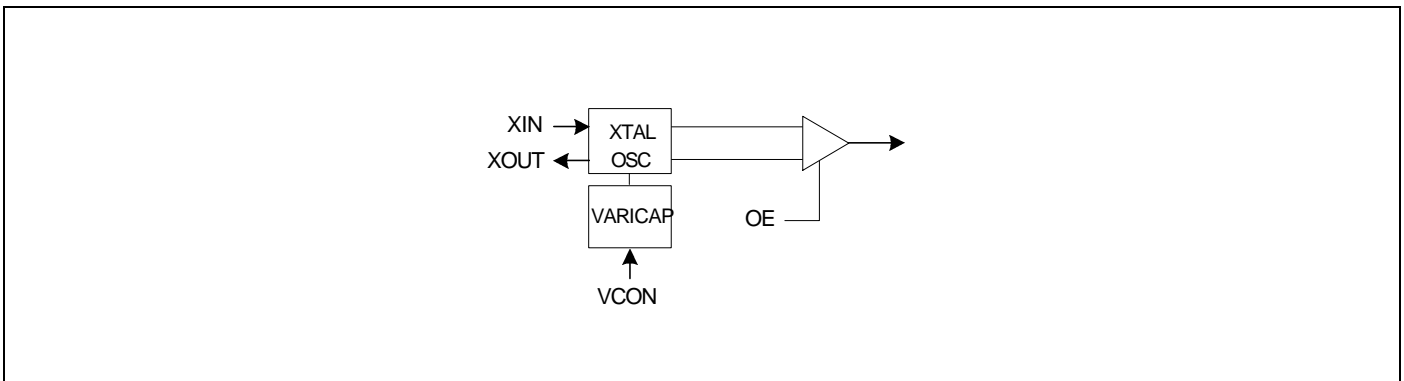 XIN
XOUT
XTAL
OSC
VARICAP
OE
VCON